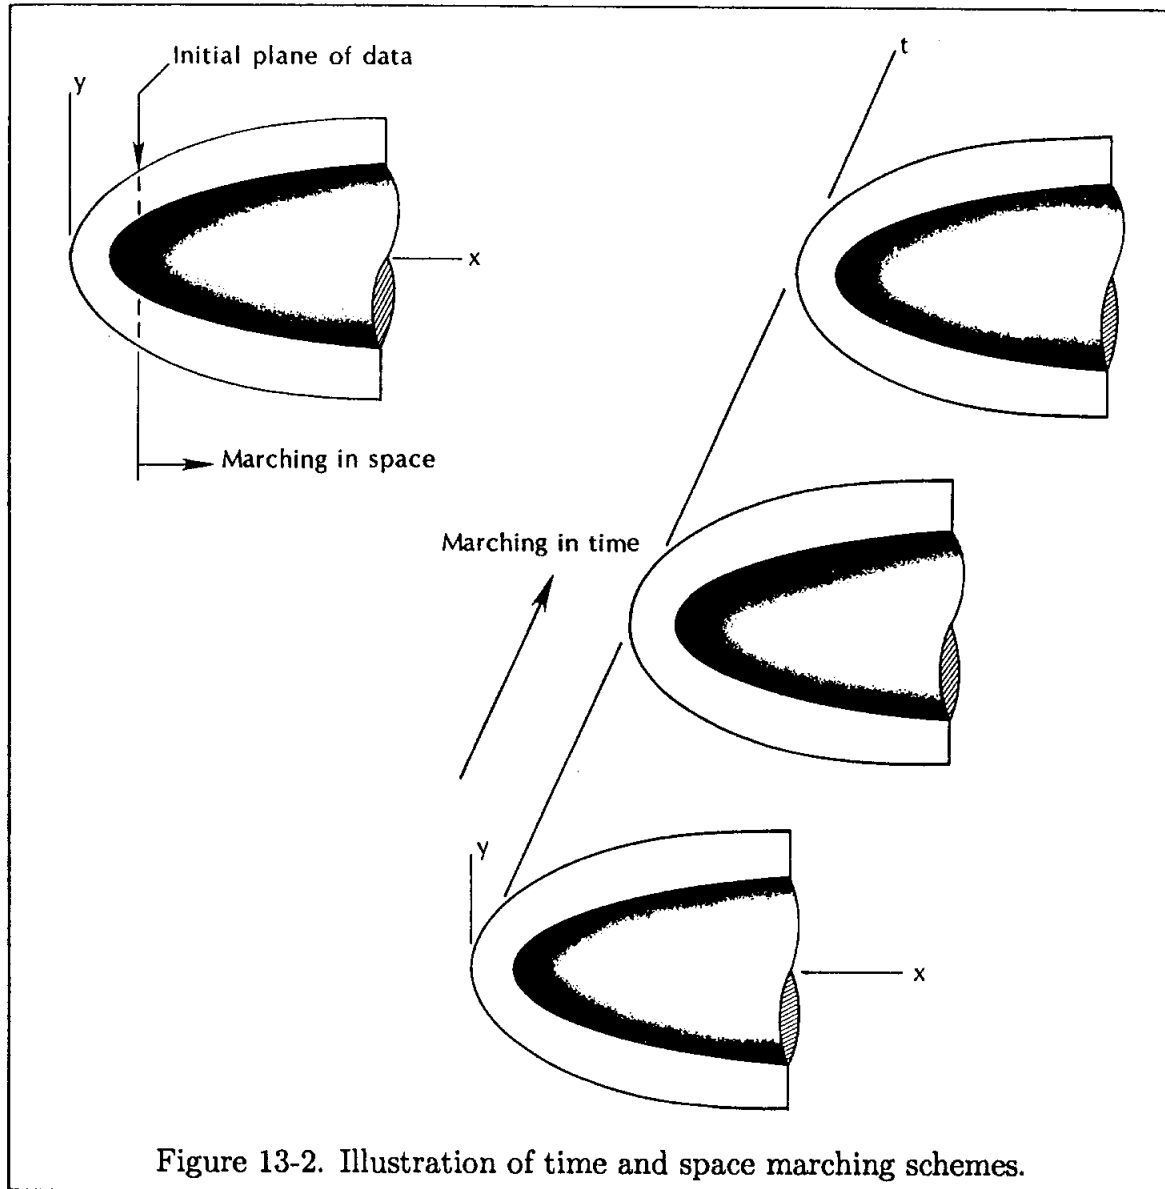 Initial plane of data
y
x
Marching in space
t
Marching in time
y
x
Figure 13-2. Illustration of time and space marching schemes.